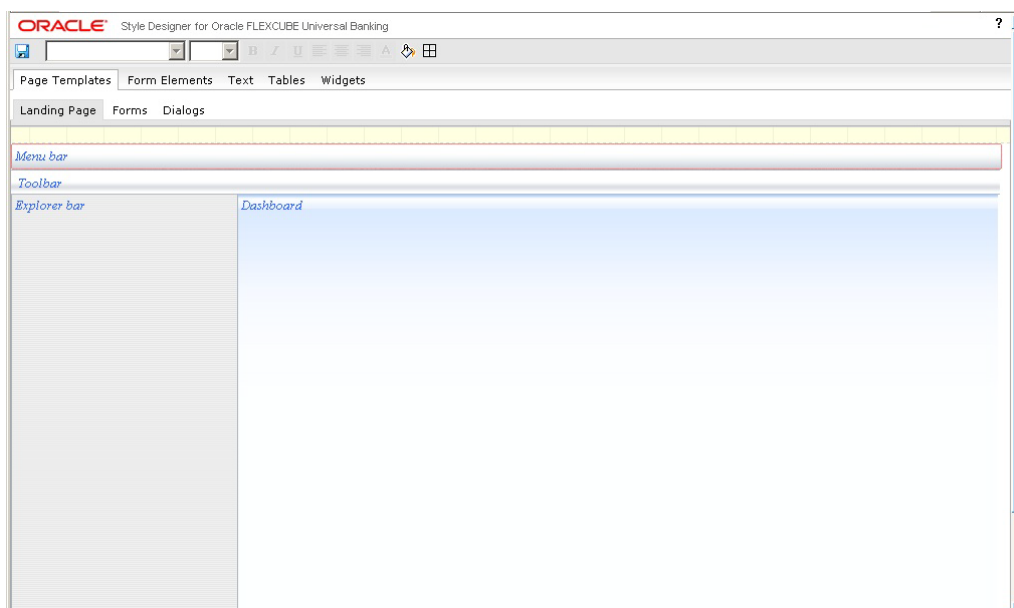 ORACLE® Style Designer for Oracle FLEXCUBE Universal Banking ?
B I U A
Page Templates Form Elements Text Tables Widgets
Landing Page Forms Dialogs
Menu bar
Toolbar
Explorer bar Dashboard